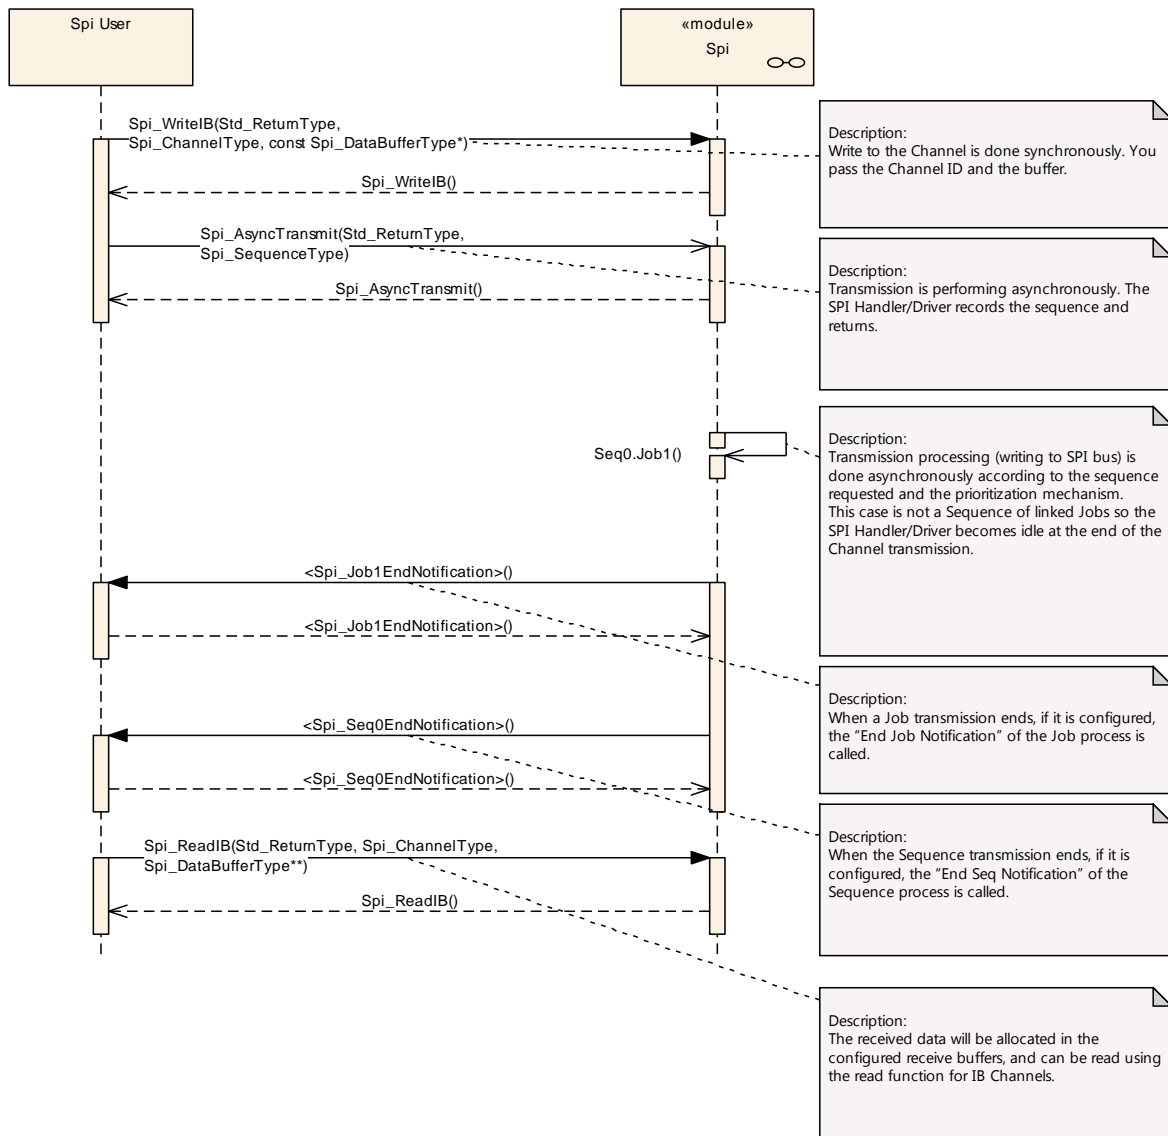 Spi User
«module»
Spi
Spi_WriteIB(Std_ReturnType,
Spi_ChannelType, const Spi_DataBufferType*)
Description:
Write to the Channel is done synchronously. You
pass the Channel ID and the buffer.
Spi_WriteIB()
Spi_AsyncTransmit(Std_ReturnType,
Spi_SequenceType)
Description:
Transmission is performing asynchronously. The
SPI Handler/Driver records the sequence and
returns.
Spi_AsyncTransmit()
Seq0.Job1()
Description:
Transmission processing (writing to SPI bus) is
done asynchronously according to the sequence
requested and the prioritization mechanism.
This case is not a Sequence of linked Jobs so the
SPI Handler/Driver becomes idle at the end of the
Channel transmission.
<Spi_Job1EndNotification>()
<Spi_Job1EndNotification>()
Description:
When a Job transmission ends, if it is configured,
the “End Job Notification” of the Job process is
called.
<Spi_Seq0EndNotification>()
<Spi_Seq0EndNotification>()
Description:
When the Sequence transmission ends, if it is
configured, the “End Seq Notification” of the
Sequence process is called.
Spi_ReadIB(Std_ReturnType, Spi_ChannelType,
Spi_DataBufferType**)
Spi_ReadIB()
Description:
The received data will be allocated in the
configured receive buffers, and can be read using
the read function for IB Channels.